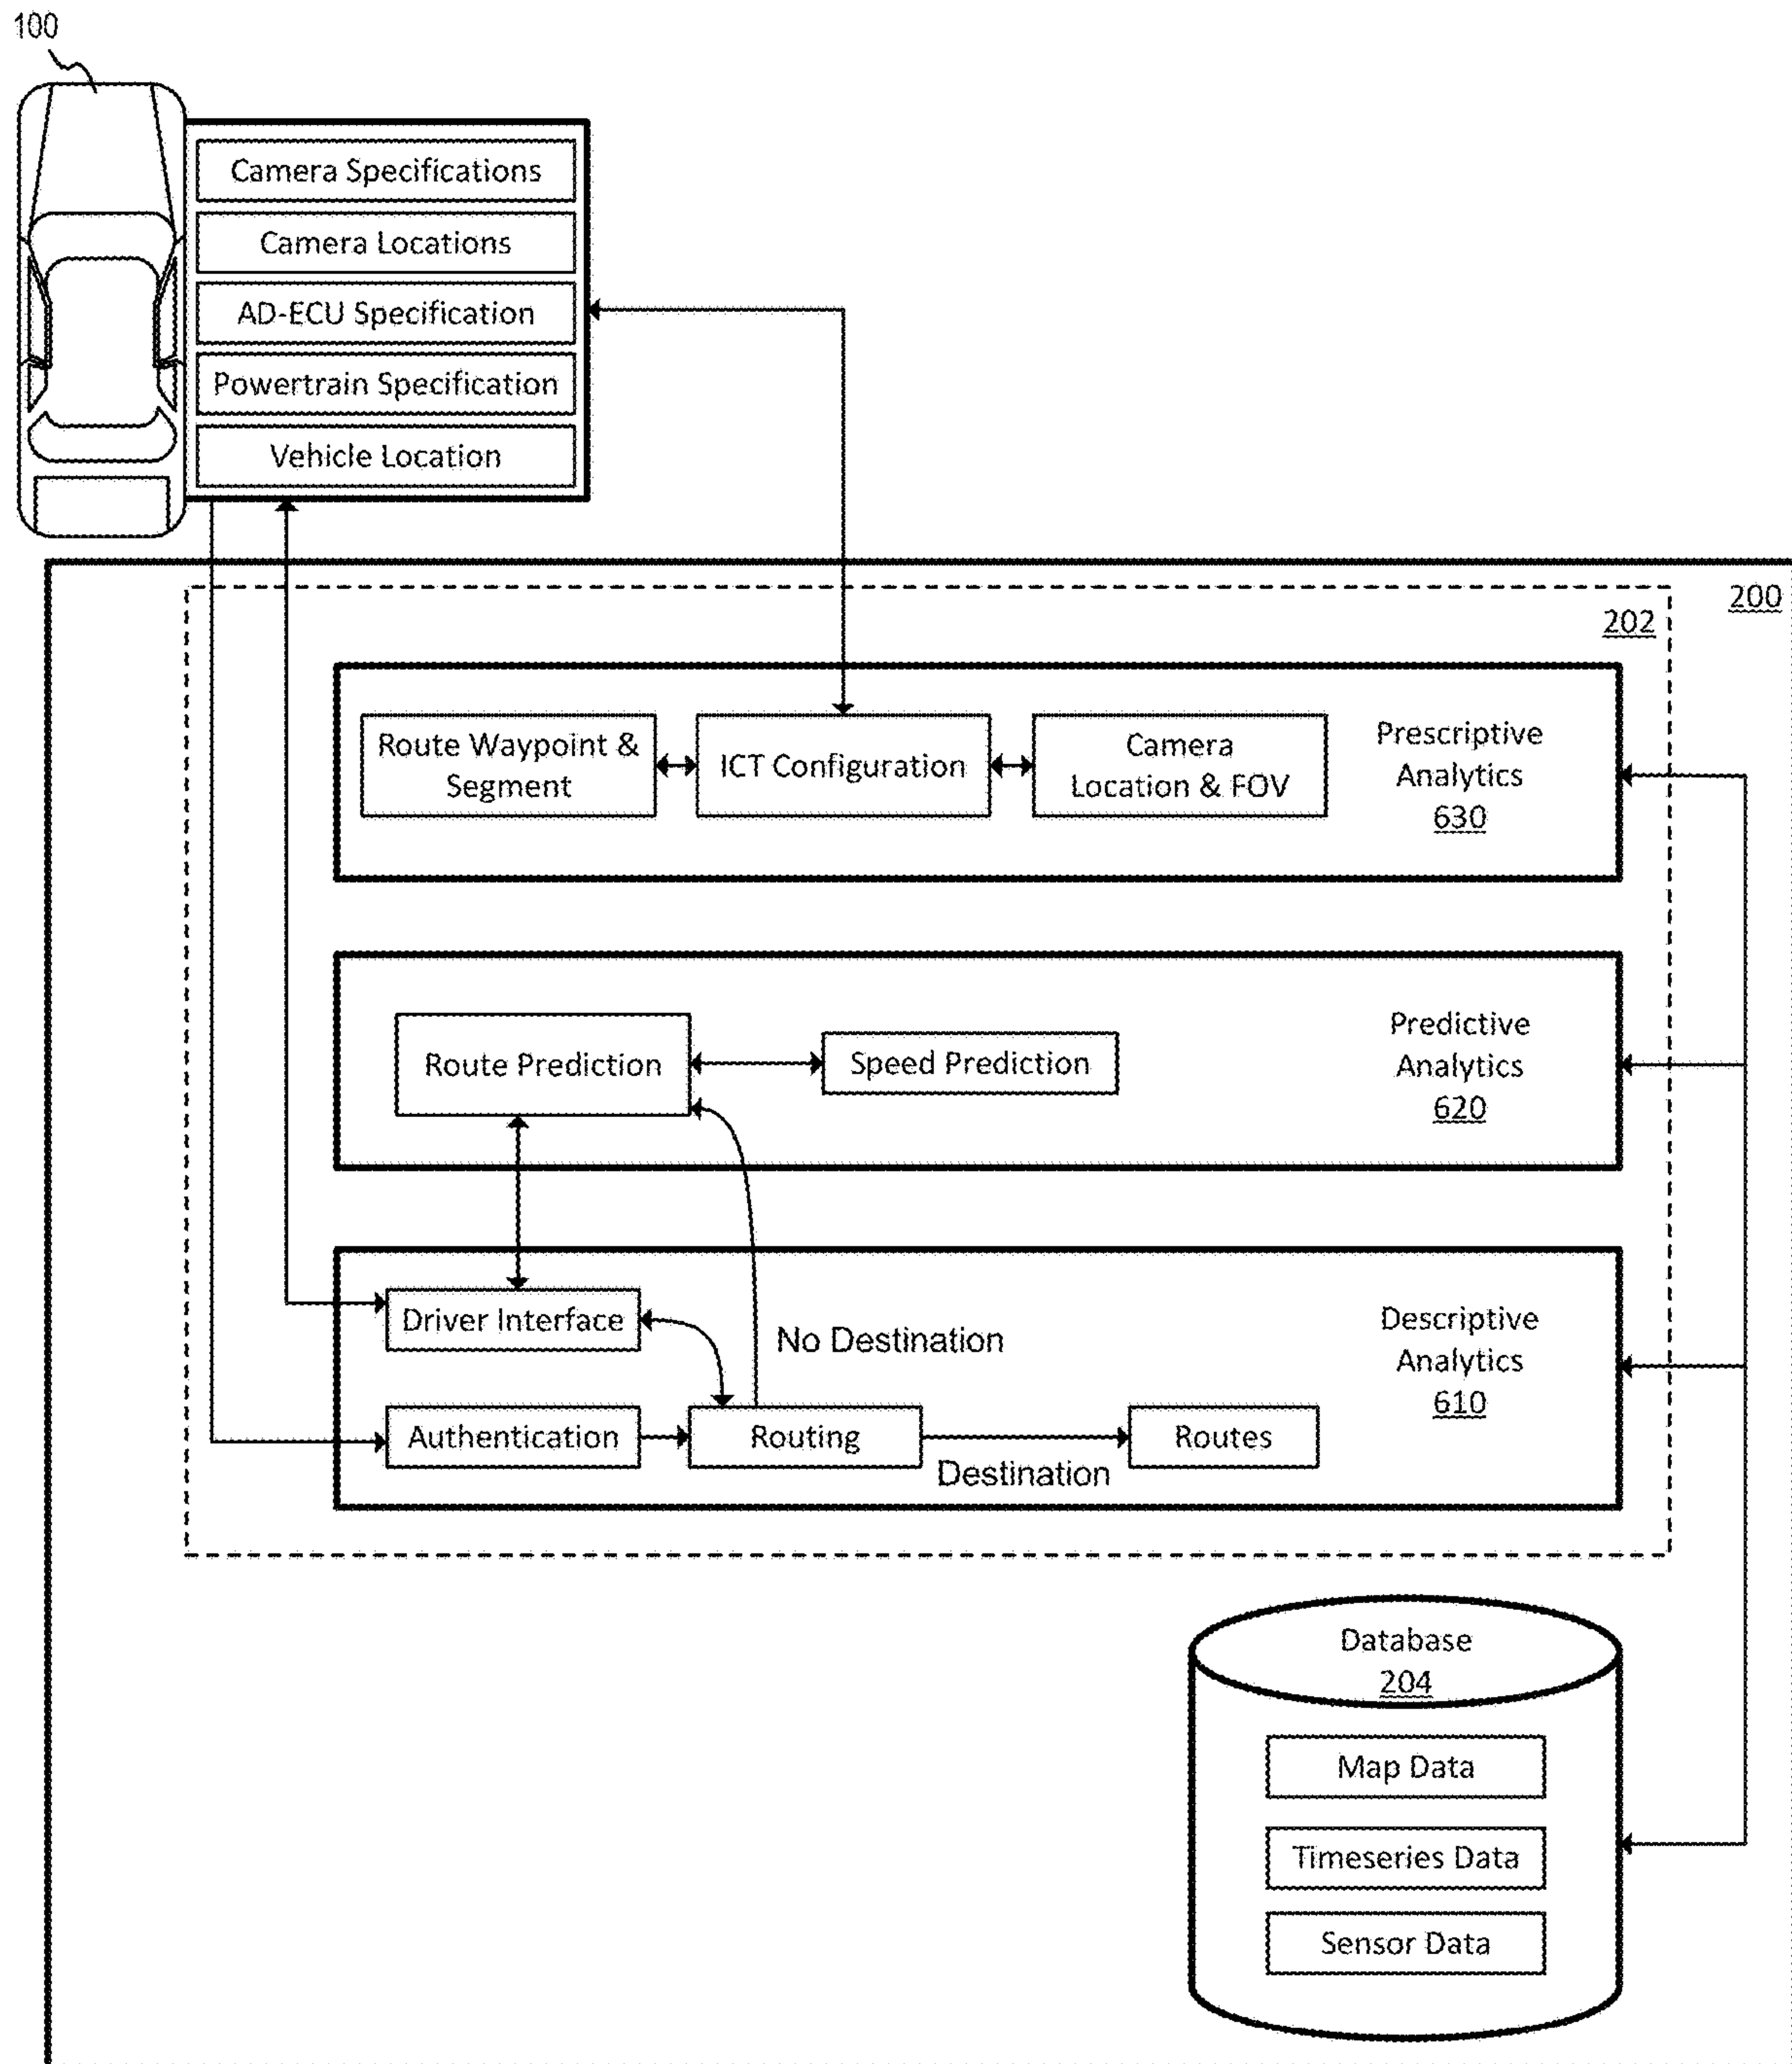 100
Camera Specifications
Camera Locations
AD-ECU Specification
Powertrain Specification
Vehicle Location
200
202
Route Waypoint &
Segment
ICT Configuration
Camera
Location & FOV
Prescriptive
Analytics
630
Route Prediction
Speed Prediction
Predictive
Analytics
620
Driver Interface
No Destination
Authentication
Routing
Destination
Routes
Descriptive
Analytics
610
Database
204
Map Data
Timeseries Data
Sensor Data